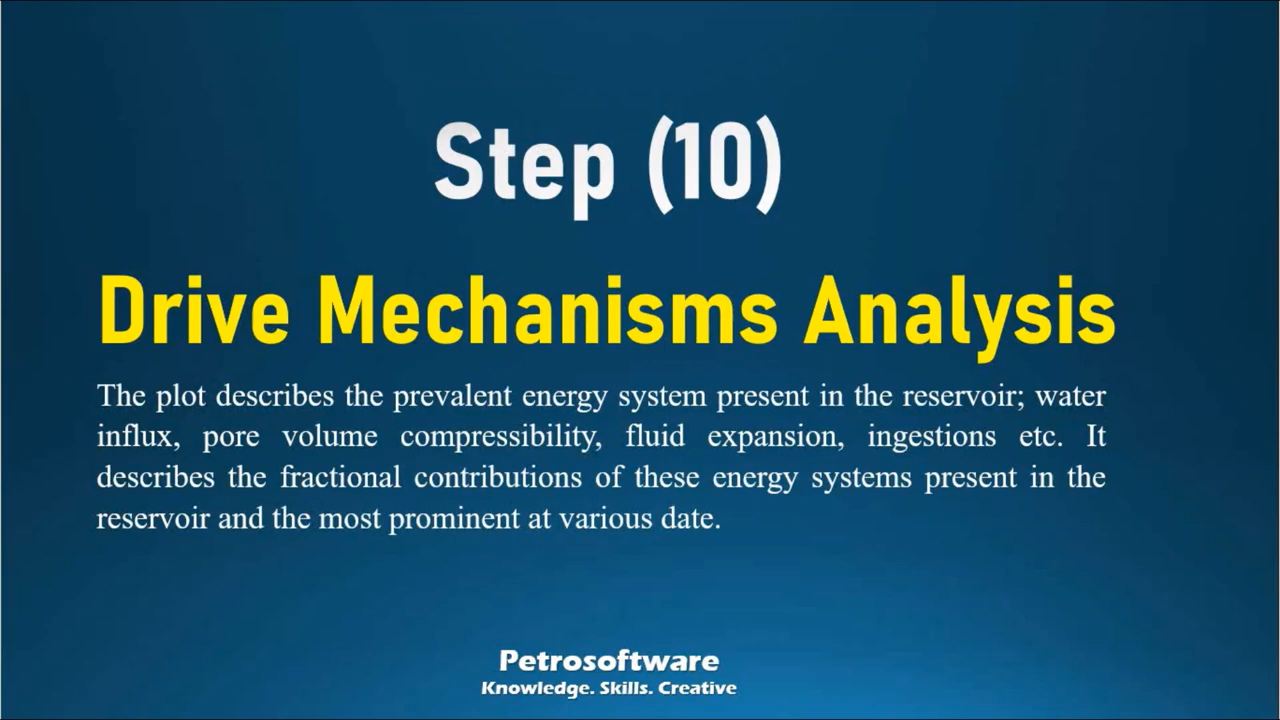 Step (10)
Drive Mechanisms Analysis
The plot describes the prevalent energy system present in the reservoir; water
influx, pore volume compressibility, fluid expansion, ingestions etc. It
describes the fractional contributions of these energy systems present in the
reservoir and the most prominent at various date.
Petrosoftware
Knowledge. Skills. Creative